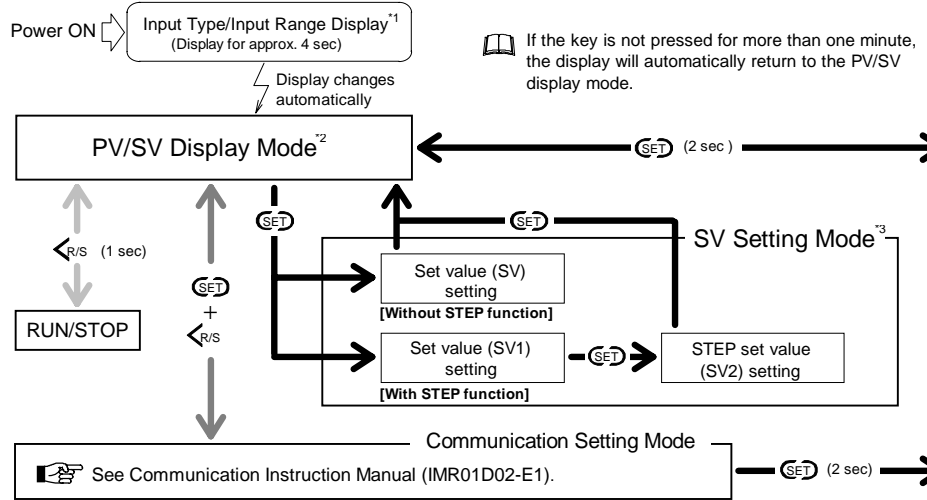 Power ON
Input Type/Input Range Display*1
(Display for approx. 4 sec)
If the key is not pressed for more than one minute,
the display will automatically return to the PV/SV
display mode.
Display changes
automatically
PV/SV Display Mode*2
SET (2 sec )
SET
SET
SV Setting Mode*3
<R/S (1 sec)
Set value (SV)
setting
[Without STEP function]
SET
+
<R/S
RUN/STOP
Set value (SV1)
setting
[With STEP function]
SET
STEP set value
(SV2) setting
Communication Setting Mode
See Communication Instruction Manual (IMR01D02-E1).
SET (2 sec)